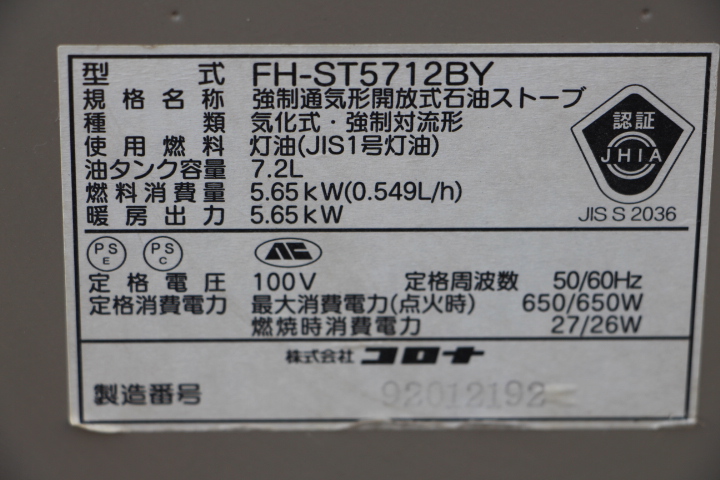 型式 FH-ST5712BY
規格名称 強制通気形開放式石油ストーブ
種類 気化式・強制対流形
使用燃料 灯油(JIS1号灯油)
油タンク容量 7.2L
燃料消費量 5.65kW(0.549L/h)
暖房出力 5.65kW
認証
JHIA
JIS S 2036
PS E PS C
定格電圧 100V 定格周波数 50/60Hz
定格消費電力 最大消費電力(点火時) 650/650W
燃焼時消費電力 27/26W
株式会社 コロナ
製造番号 92012192